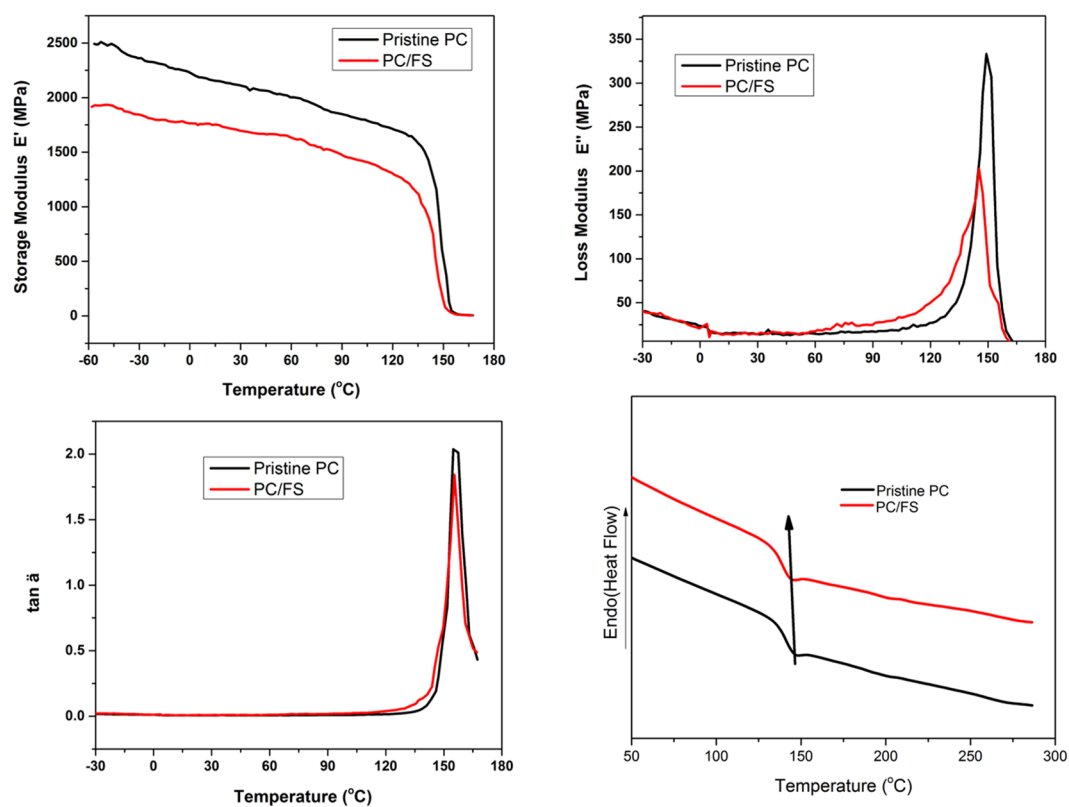 Storage Modulus E' (MPa)
2500
2000
1500
1000
500
0
Pristine PC
PC/FS
-60 -30 0 30 60 90 120 150 180
Temperature (°C)
Loss Modulus E'' (MPa)
350
300
250
200
150
100
50
Pristine PC
PC/FS
-30 0 30 60 90 120 150 180
Temperature (°C)
tan ä
2.0
1.5
1.0
0.5
0.0
Pristine PC
PC/FS
-30 0 30 60 90 120 150 180
Temperature (°C)
Endo(Heat Flow)
Pristine PC
PC/FS
50 100 150 200 250 300
Temperature (°C)